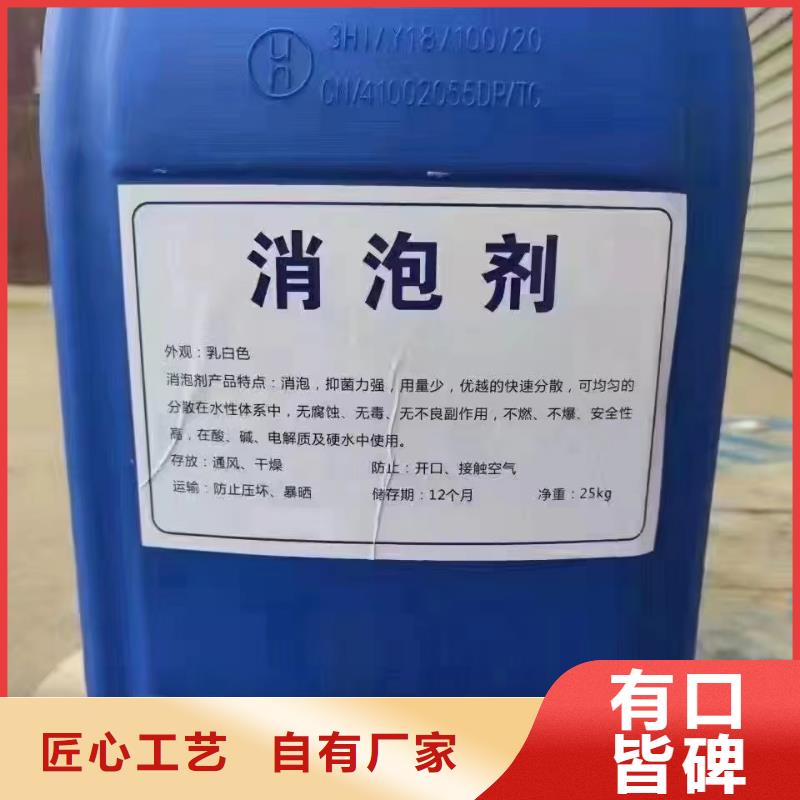 3H1/Y18/100/20
CN/41002055DP/TC
消泡剂
外观：乳白色
消泡剂产品特点：消泡，抑菌力强，用量少，优越的快速分散，可均匀的
分散在水性体系中，无腐蚀、无毒、无不良副作用，不燃、不爆、安全性
高，在酸、碱、电解质及硬水中使用。
存放：通风、干燥 防止：开口、接触空气
运输：防止压坏、暴晒 储存期：12个月 净重：25kg
匠心工艺 自有厂家
有口
皆碑